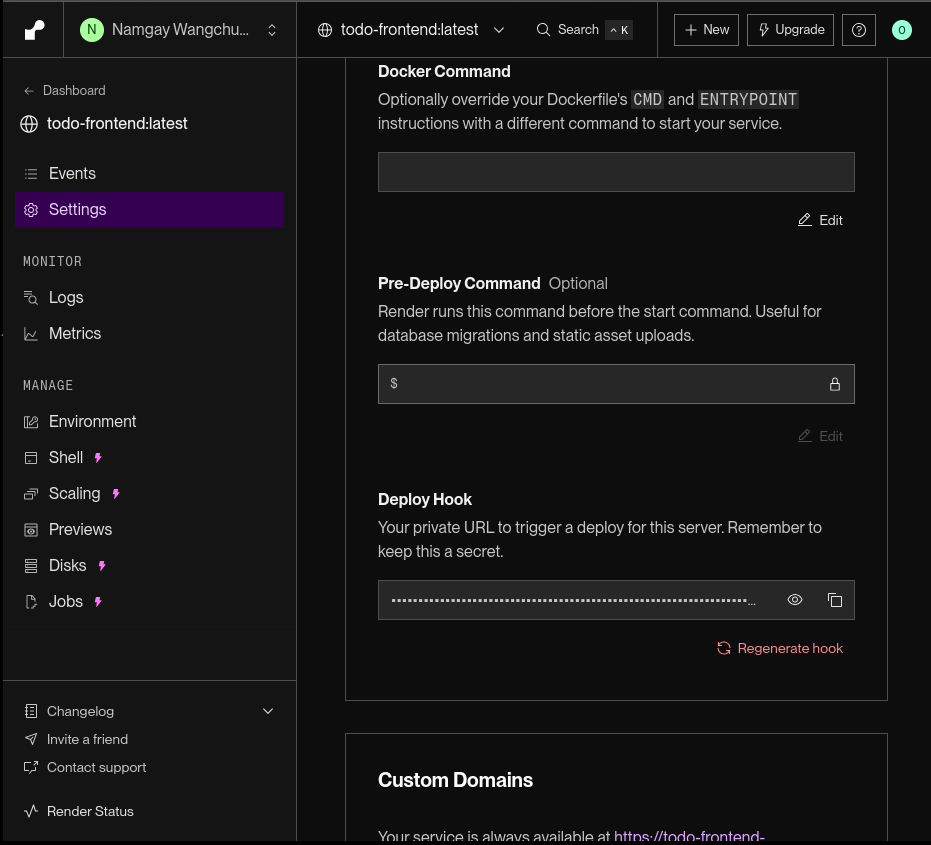 N Namgay Wangchu...
todo-frontend:latest
Search ^ K
+ New
Upgrade
?
O
Dashboard
todo-frontend:latest
Events
Settings
MONITOR
Logs
Metrics
MANAGE
Environment
Shell
Scaling
Previews
Disks
Jobs
Changelog
Invite a friend
Contact support
Render Status
Docker Command
Optionally override your Dockerfile's CMD and ENTRYPOINT
instructions with a different command to start your service.
Edit
Pre-Deploy Command Optional
Render runs this command before the start command. Useful for
database migrations and static asset uploads.
$
Edit
Deploy Hook
Your private URL to trigger a deploy for this server. Remember to
keep this a secret.
Regenerate hook
Custom Domains
Your service is always available at https://todo-frontend-